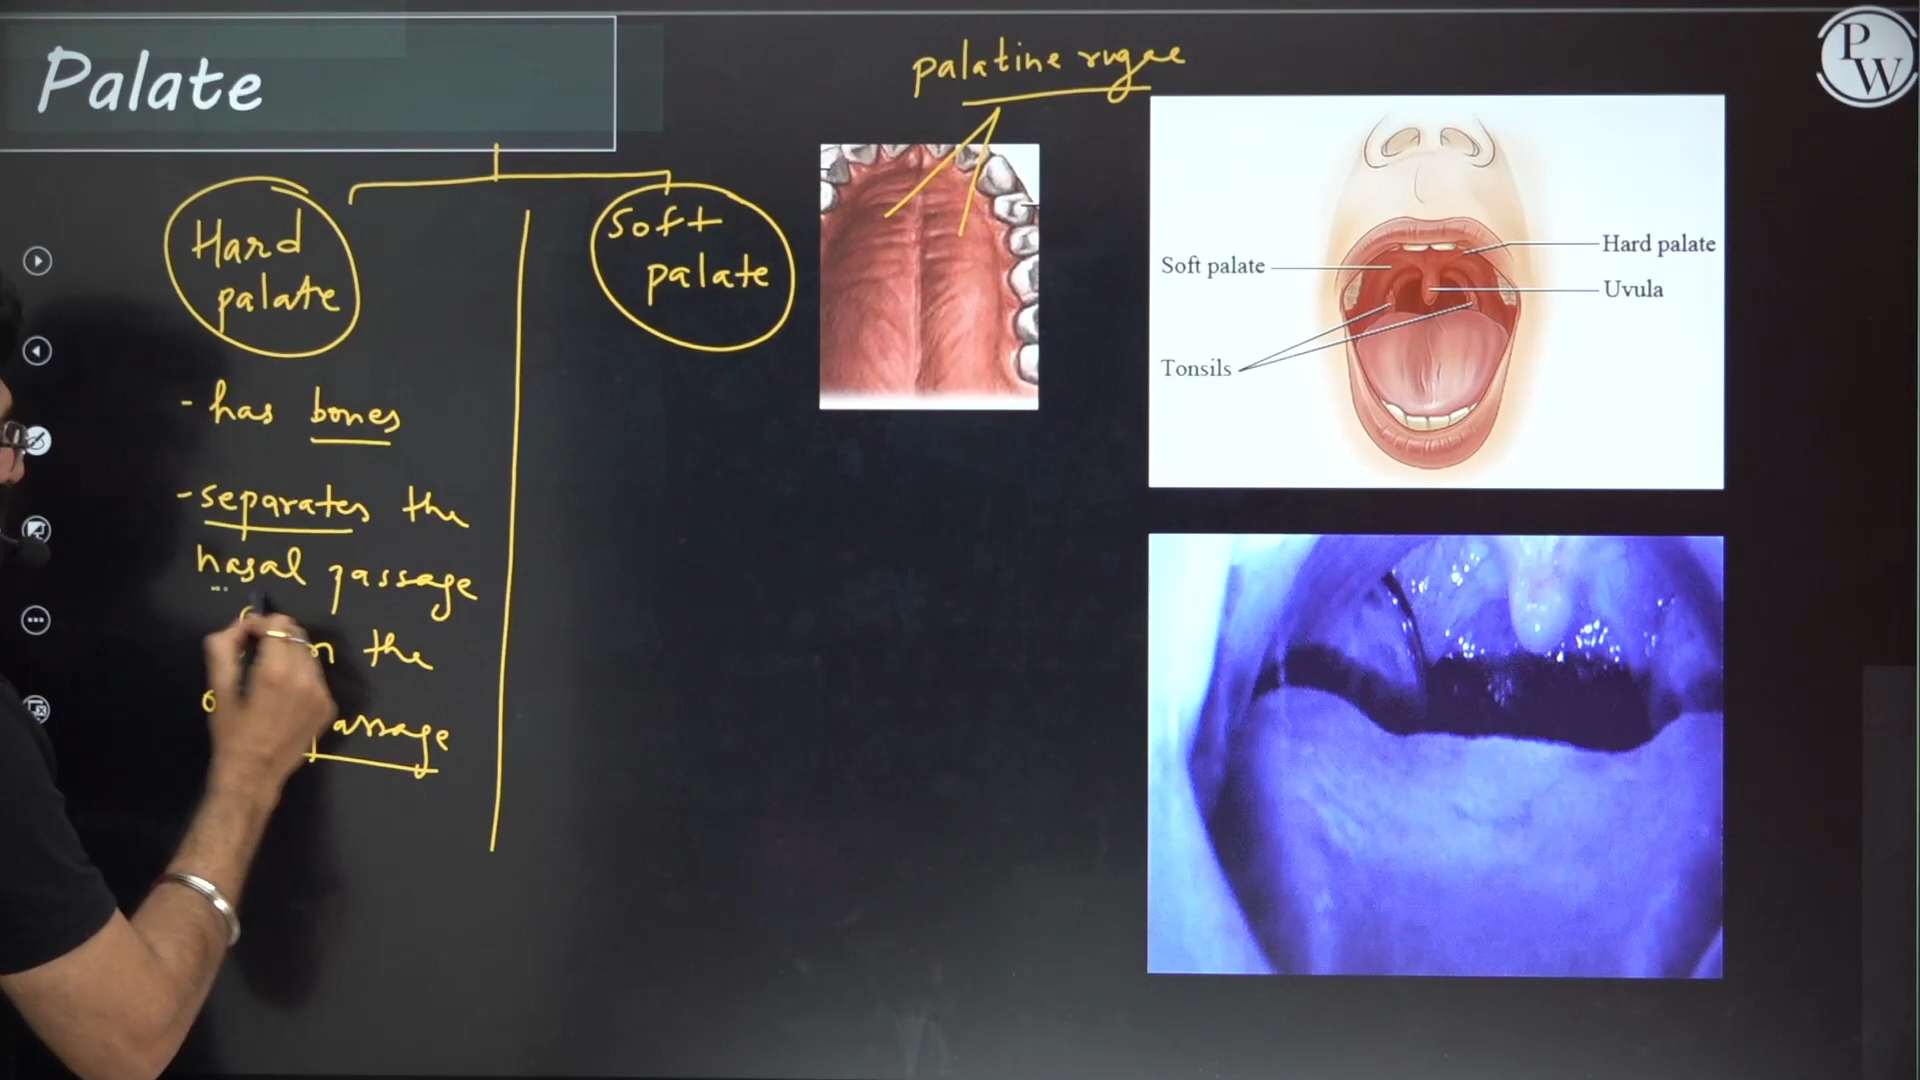 Palate
palatine rugae
PW
Hard
palate
Soft
palate
Hard palate
Soft palate
Uvula
Tonsils
- has bones
- separates the
nasal passage
the